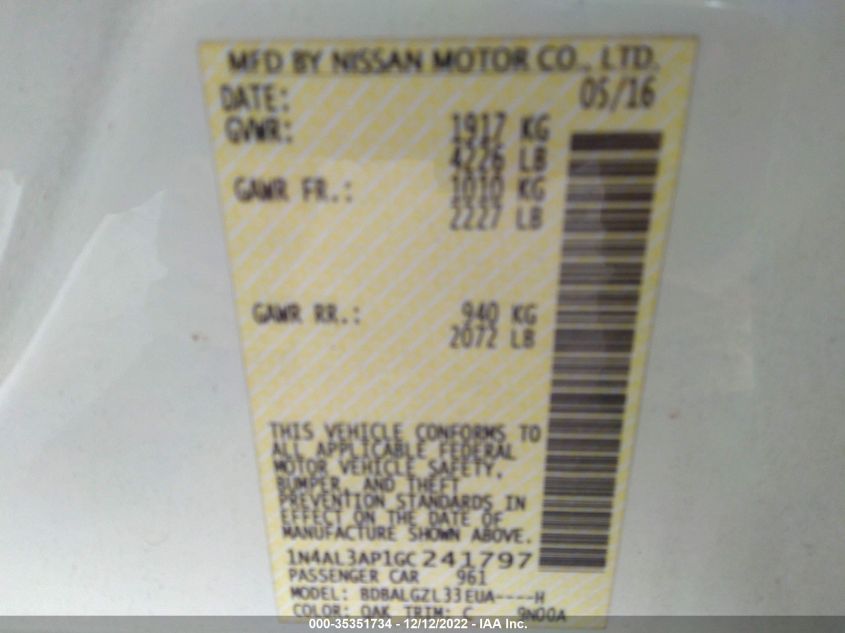 MFD BY NISSAN MOTOR CO., LTD.
DATE: 05/16
GVWR: 1917 KG
4226 LB
GAWR FR.: 1010 KG
2227 LB
GAWR RR.: 940 KG
2072 LB
THIS VEHICLE CONFORMS TO
ALL APPLICABLE FEDERAL
MOTOR VEHICLE SAFETY,
BUMPER, AND THEFT
PREVENTION STANDARDS IN
EFFECT ON THE DATE OF
MANUFACTURE SHOWN ABOVE.
1N4AL3AP1GC241797
PASSENGER CAR 961
MODEL: BDBALGZL33EUA----H
COLOR: QAK TRIM: C 9N00A
000-35351734 - 12/12/2022 - IAA Inc.